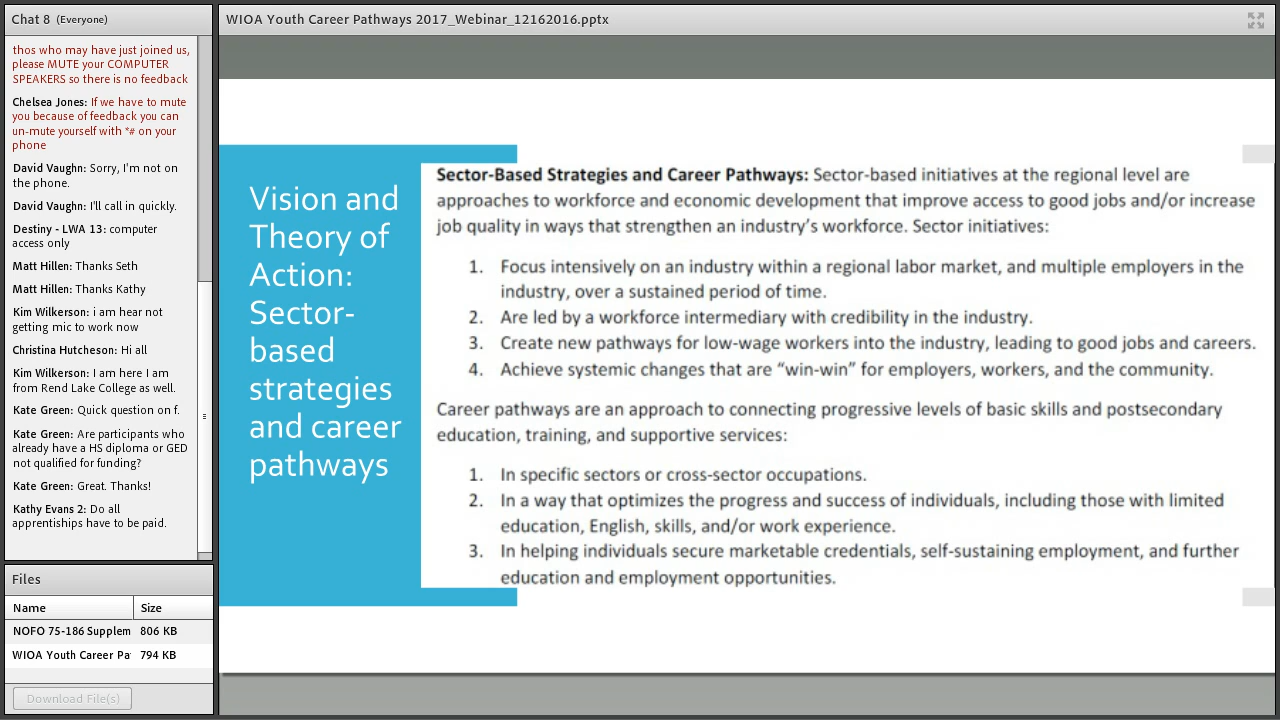 Chat 8 (Everyone)
thos who may have just joined us,
please MUTE your COMPUTER
SPEAKERS so there is no feedback
Chelsea Jones: If we have to mute
you because of feedback you can
un-mute yourself with *# on your
phone
David Vaughn: Sorry, I'm not on
the phone.
David Vaughn: I'll call in quickly.
Destiny - LWA 13: computer
access only
Matt Hillen: Thanks Seth
Matt Hillen: Thanks Kathy
Kim Wilkerson: i am hear not
getting mic to work now
Christina Hutcheson: Hi all
Kim Wilkerson: I am here I am
from Rend Lake College as well.
Kate Green: Quick question on f.
Kate Green: Are participants who
already have a HS diploma or GED
not qualified for funding?
Kate Green: Great. Thanks!
Kathy Evans 2: Do all
apprentiships have to be paid.
Files
Name Size
NOFO 75-186 Supplem 806 KB
WIOA Youth Career Pa 794 KB
Download File(s)
WIOA Youth Career Pathways 2017_Webinar_12162016.pptx
Vision and
Theory of
Action:
Sector-
based
strategies
and career
pathways
Sector-Based Strategies and Career Pathways: Sector-based initiatives at the regional level are
approaches to workforce and economic development that improve access to good jobs and/or increase
job quality in ways that strengthen an industry's workforce. Sector initiatives:
1. Focus intensively on an industry within a regional labor market, and multiple employers in the
industry, over a sustained period of time.
2. Are led by a workforce intermediary with credibility in the industry.
3. Create new pathways for low-wage workers into the industry, leading to good jobs and careers.
4. Achieve systemic changes that are “win-win” for employers, workers, and the community.
Career pathways are an approach to connecting progressive levels of basic skills and postsecondary
education, training, and supportive services:
1. In specific sectors or cross-sector occupations.
2. In a way that optimizes the progress and success of individuals, including those with limited
education, English, skills, and/or work experience.
3. In helping individuals secure marketable credentials, self-sustaining employment, and further
education and employment opportunities.